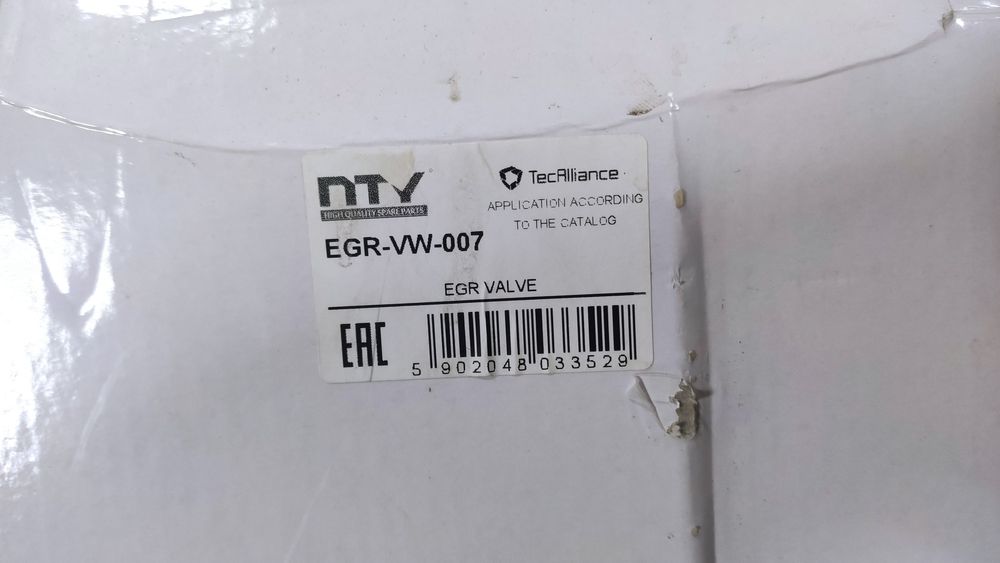 NTY
HIGH QUALITY SPARE PARTS
TecAlliance
APPLICATION ACCORDING
TO THE CATALOG
EGR-VW-007
EGR VALVE
EAC
5 902048 033529